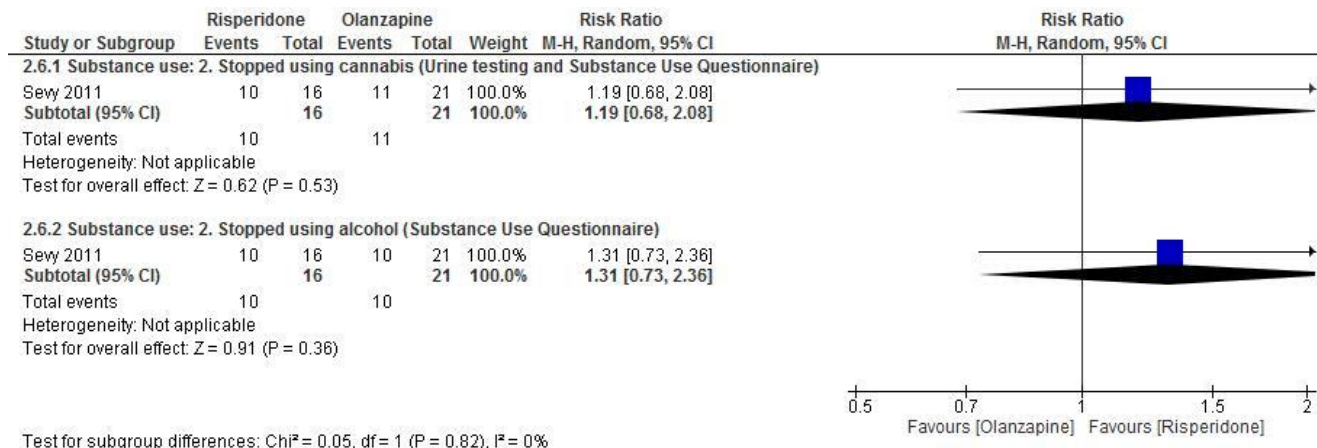 Risperidone Olanzapine Risk Ratio Risk Ratio
Study or Subgroup Events Total Events Total Weight M-H, Random, 95% CI M-H, Random, 95% CI
2.6.1 Substance use: 2. Stopped using cannabis (Urine testing and Substance Use Questionnaire)
Sevy 2011 10 16 11 21 100.0% 1.19 [0.68, 2.08]
Subtotal (95% CI) 16 21 100.0% 1.19 [0.68, 2.08]
Total events 10 11
Heterogeneity: Not applicable
Test for overall effect: Z = 0.62 (P = 0.53)
2.6.2 Substance use: 2. Stopped using alcohol (Substance Use Questionnaire)
Sevy 2011 10 16 10 21 100.0% 1.31 [0.73, 2.36]
Subtotal (95% CI) 16 21 100.0% 1.31 [0.73, 2.36]
Total events 10 10
Heterogeneity: Not applicable
Test for overall effect: Z = 0.91 (P = 0.36)
0.5 0.7 1 1.5 2
Favours [Olanzapine] Favours [Risperidone]
Test for subgroup differences: Chi² = 0.05, df = 1 (P = 0.82), I² = 0%